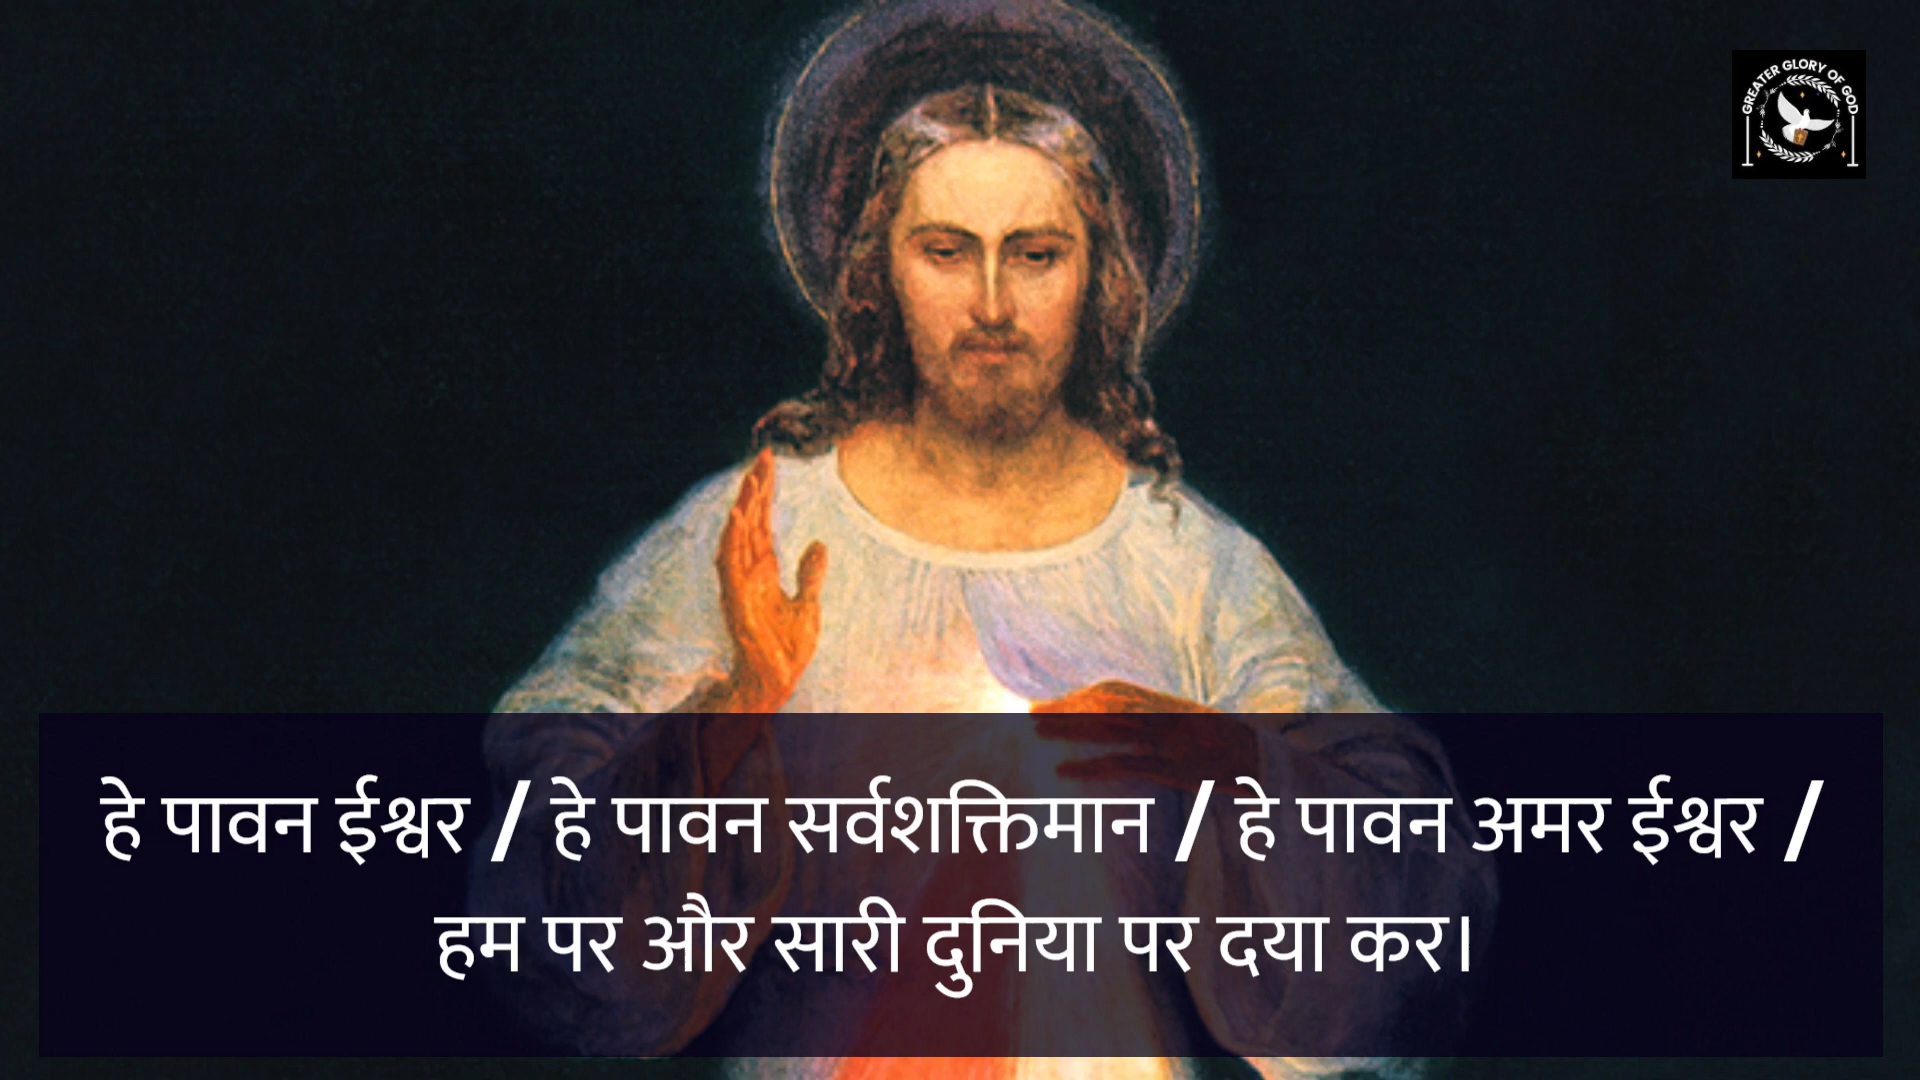 GREATER GLORY OF GOD
हे पावन ईश्वर / हे पावन सर्वशक्तिमान / हे पावन अमर ईश्वर /
हम पर और सारी दुनिया पर दया कर।